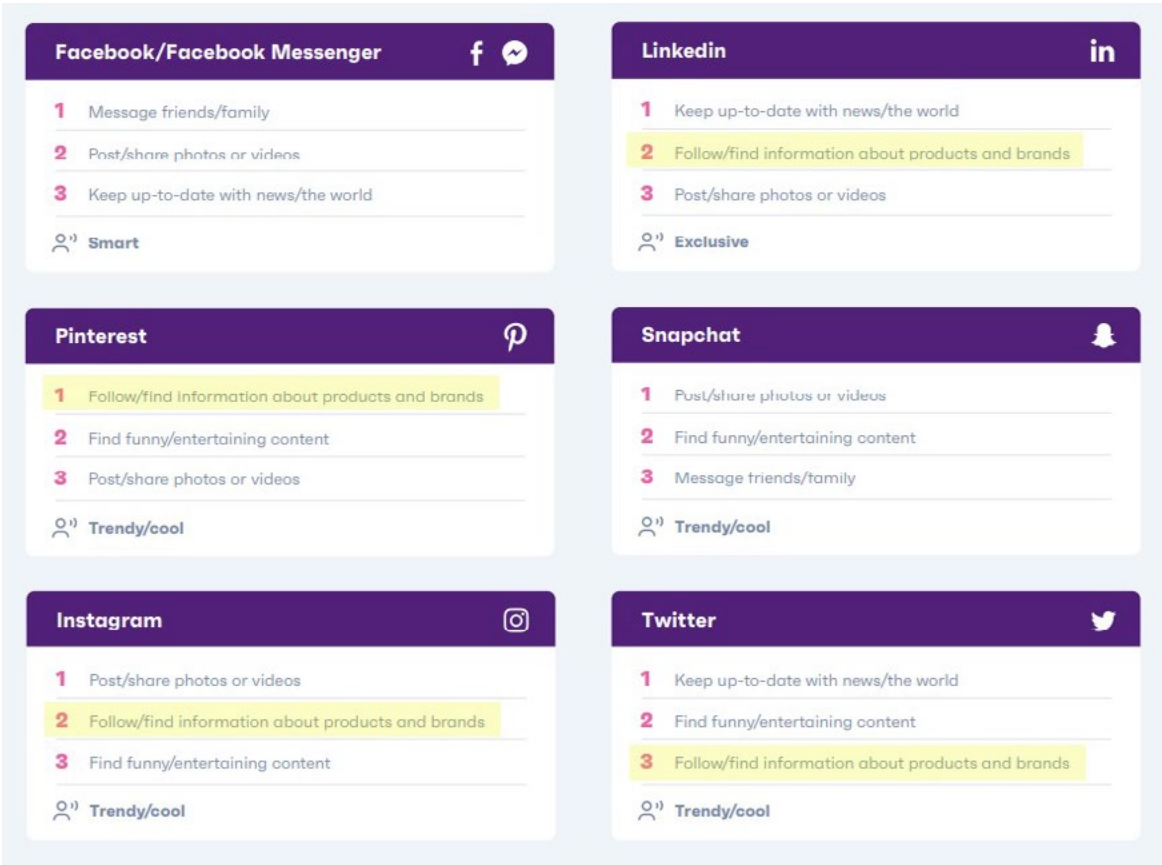 Facebook/Facebook Messenger
1 Message friends/family
2 Post/share photos or videos
3 Keep up-to-date with news/the world
Smart
Linkedin
in
1 Keep up-to-date with news/the world
2 Follow/find information about products and brands
3 Post/share photos or videos
Exclusive
Pinterest
1 Follow/find information about products and brands
2 Find funny/entertaining content
3 Post/share photos or videos
Trendy/cool
Snapchat
1 Post/share photos or videos
2 Find funny/entertaining content
3 Message friends/family
Trendy/cool
Instagram
1 Post/share photos or videos
2 Follow/find information about products and brands
3 Find funny/entertaining content
Trendy/cool
Twitter
1 Keep up-to-date with news/the world
2 Find funny/entertaining content
3 Follow/find information about products and brands
Trendy/cool